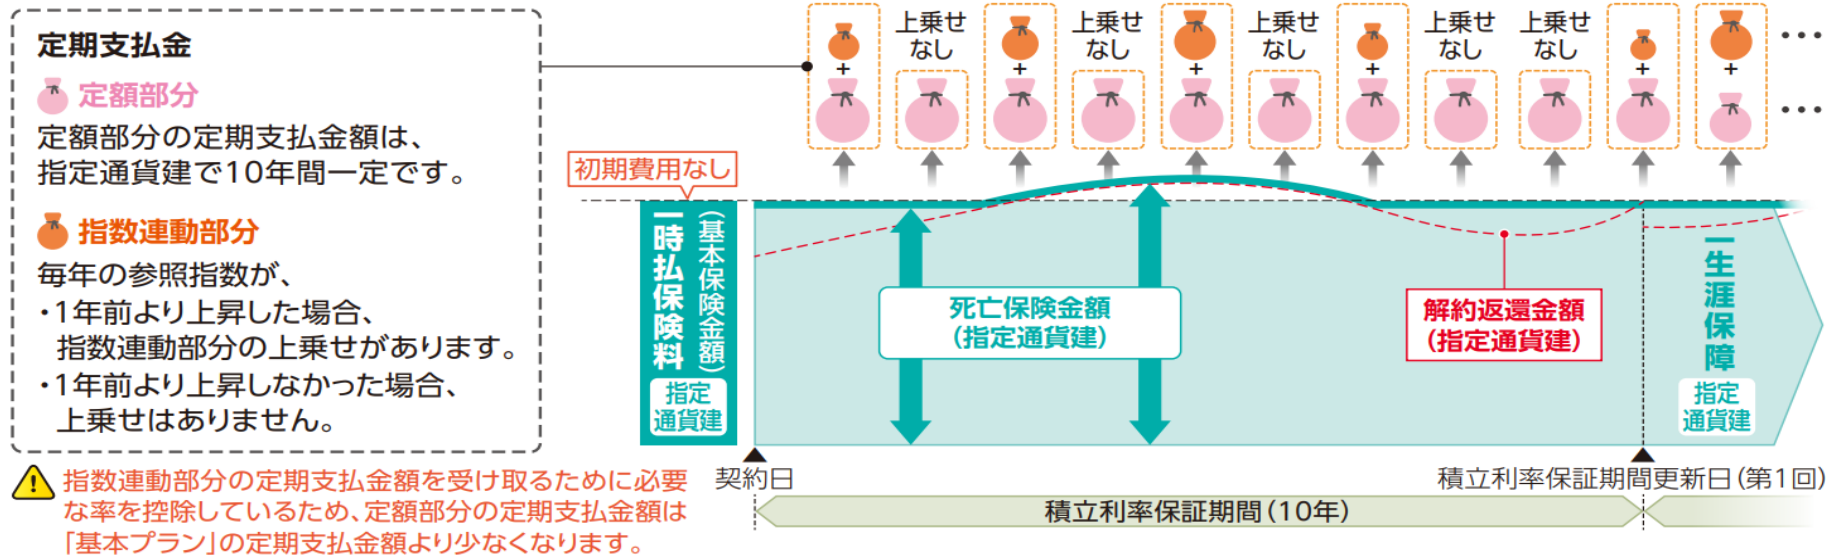 定期支払金
定額部分
定額部分の定期支払金額は、
指定通貨建で10年間一定です。
指数連動部分
毎年の参照指数が、
・1年前より上昇した場合、
指数連動部分の上乗せがあります。
・1年前より上昇しなかった場合、
上乗せはありません。
指数連動部分の定期支払金額を受け取るために必要
な率を控除しているため、定額部分の定期支払金額は
「基本プラン」の定期支払金額より少なくなります。
+
上乗せ
なし
+
上乗せ
なし
+
上乗せ
なし
+
上乗せ
なし
上乗せ
なし
+
+
…
…
初期費用なし
一時払保険料
(基本保険金額)
指定
通貨建
死亡保険金額
(指定通貨建)
解約返還金額
(指定通貨建)
一生涯保障
指定
通貨建
契約日
積立利率保証期間更新日(第1回)
積立利率保証期間(10年)